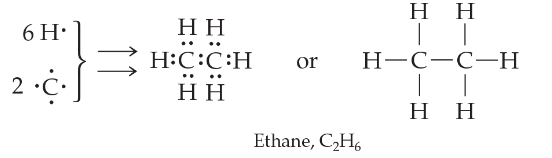 6 H· 2 ·Ċ̣·
H H
H:C̈:C̈:H
H H
or
H H
H—C—C—H
H H
Ethane, C₂H₆